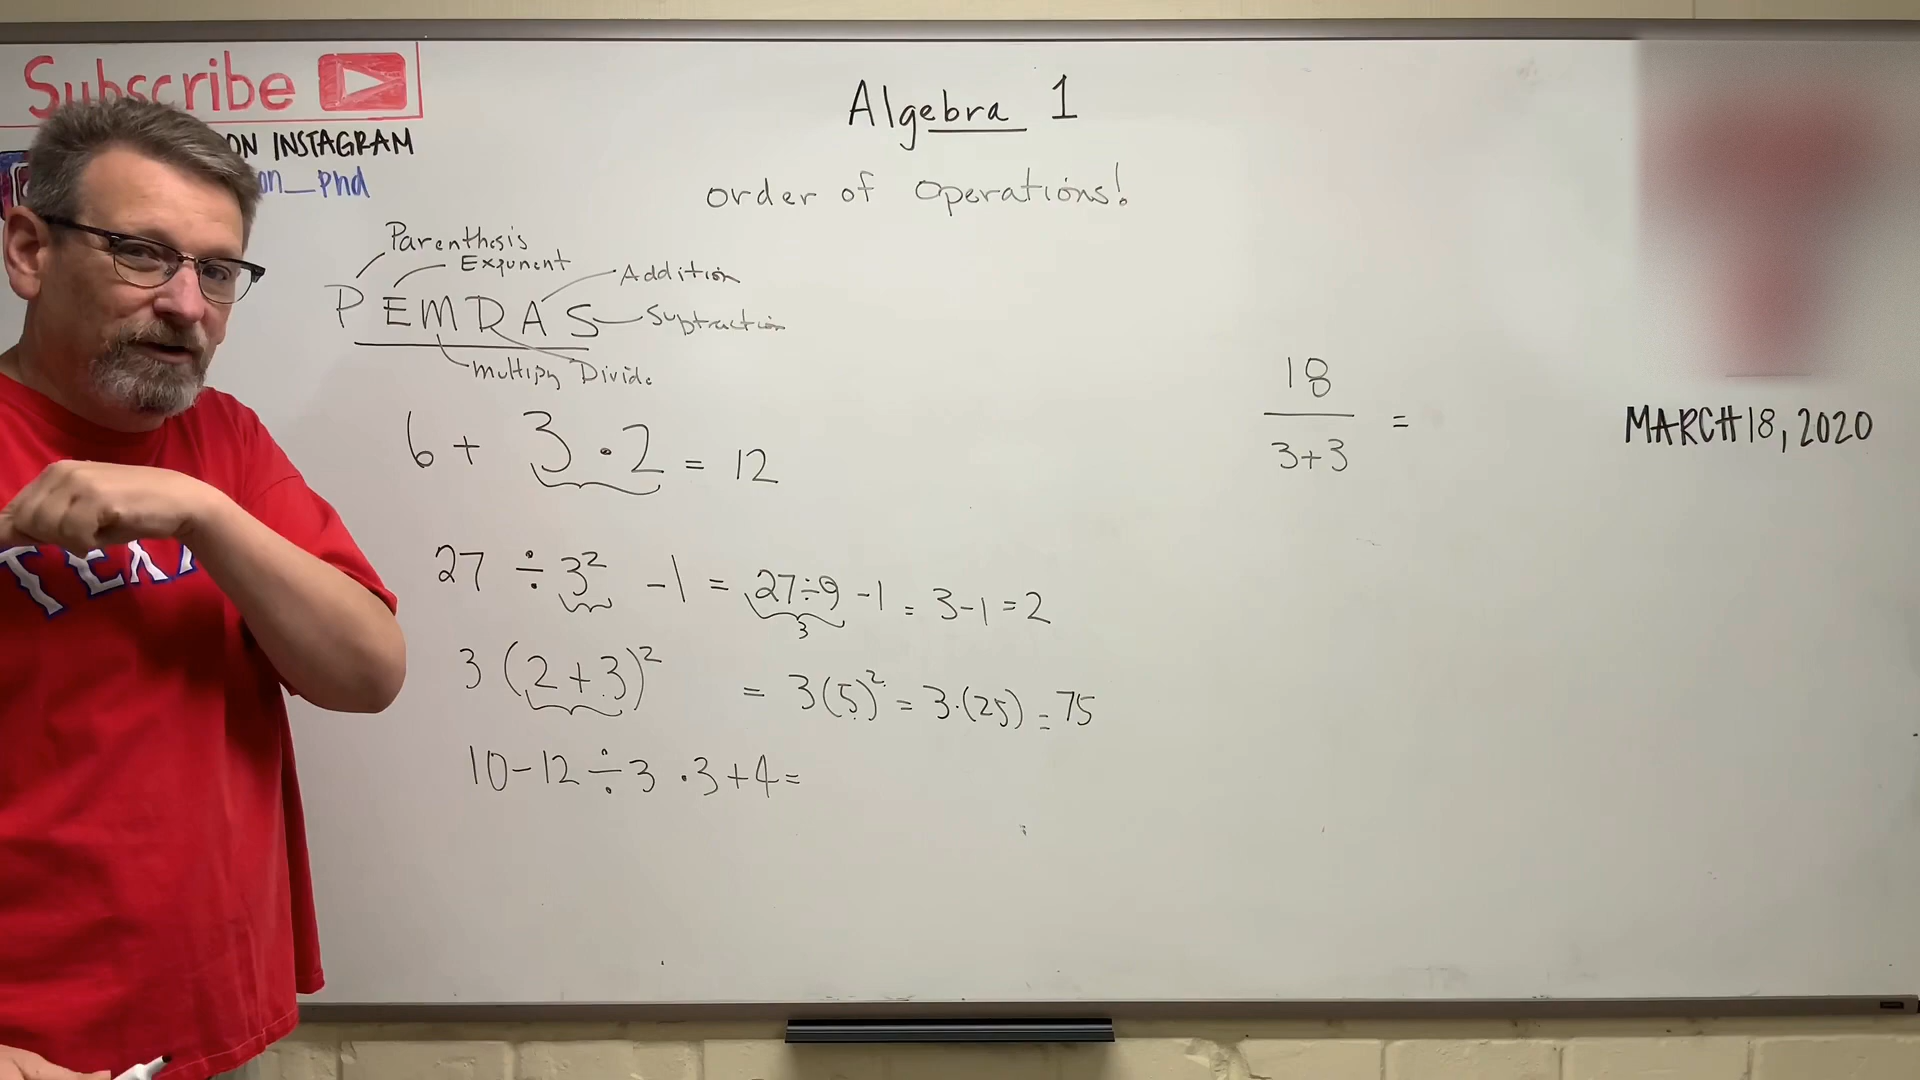 Subscribe
ON INSTAGRAM
on_phd
Algebra 1
order of Operations!
Parenthesis
Exponent
Addition
PEMDAS
Subtraction
multiply Divide
6 + 3 · 2 = 12
18
3+3
=
MARCH 18, 2020
TEXA
27 ÷ 3² - 1 = 27÷9 - 1 = 3-1 = 2
3
3 (2+3)² = 3(5)² = 3·(25) = 75
10-12÷3 ·3+4=